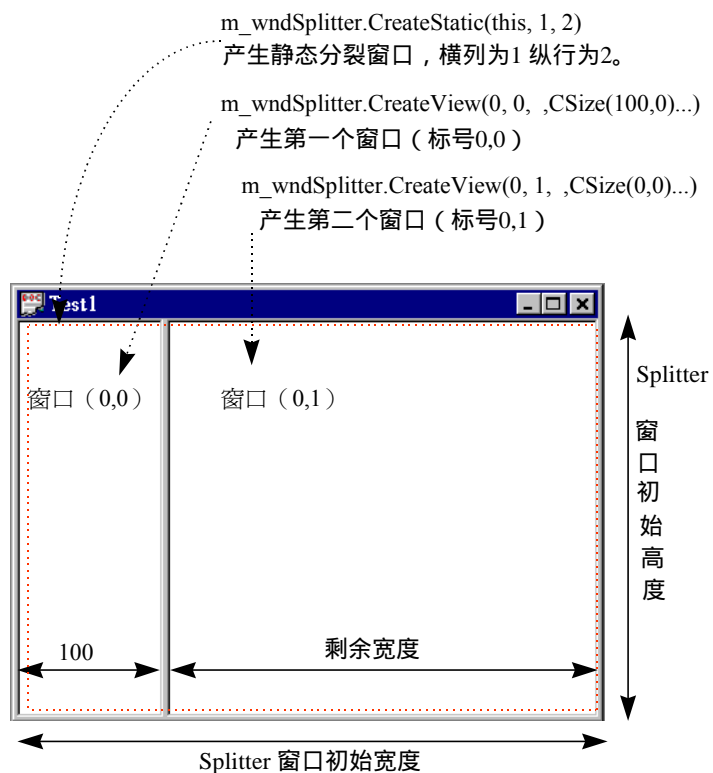 m_wndSplitter.CreateStatic(this, 1, 2)
产生静态分裂窗口，横列为1 纵行为2。
m_wndSplitter.CreateView(0, 0,  ,CSize(100,0)...)
产生第一个窗口（标号0,0）
m_wndSplitter.CreateView(0, 1,  ,CSize(0,0)...)
产生第二个窗口（标号0,1）
Test1
窗口（0,0）
窗口（0,1）
Splitter
窗
口
初
始
高
度
100
剩余宽度
Splitter 窗口初始宽度